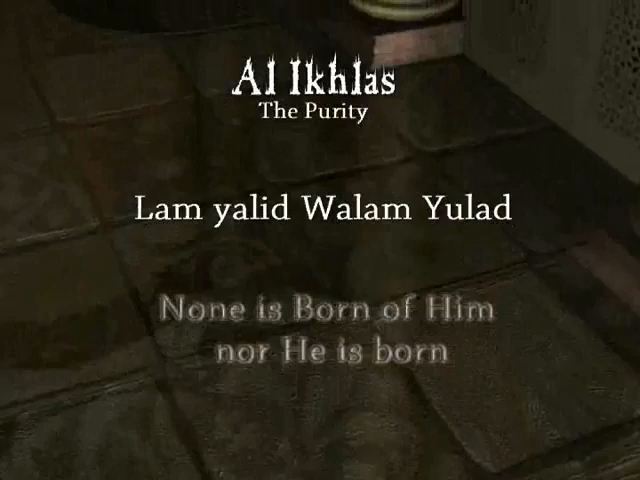 Al Ikhlas
The Purity
Lam yalid Walam Yulad
None is Born of Him
nor He is born